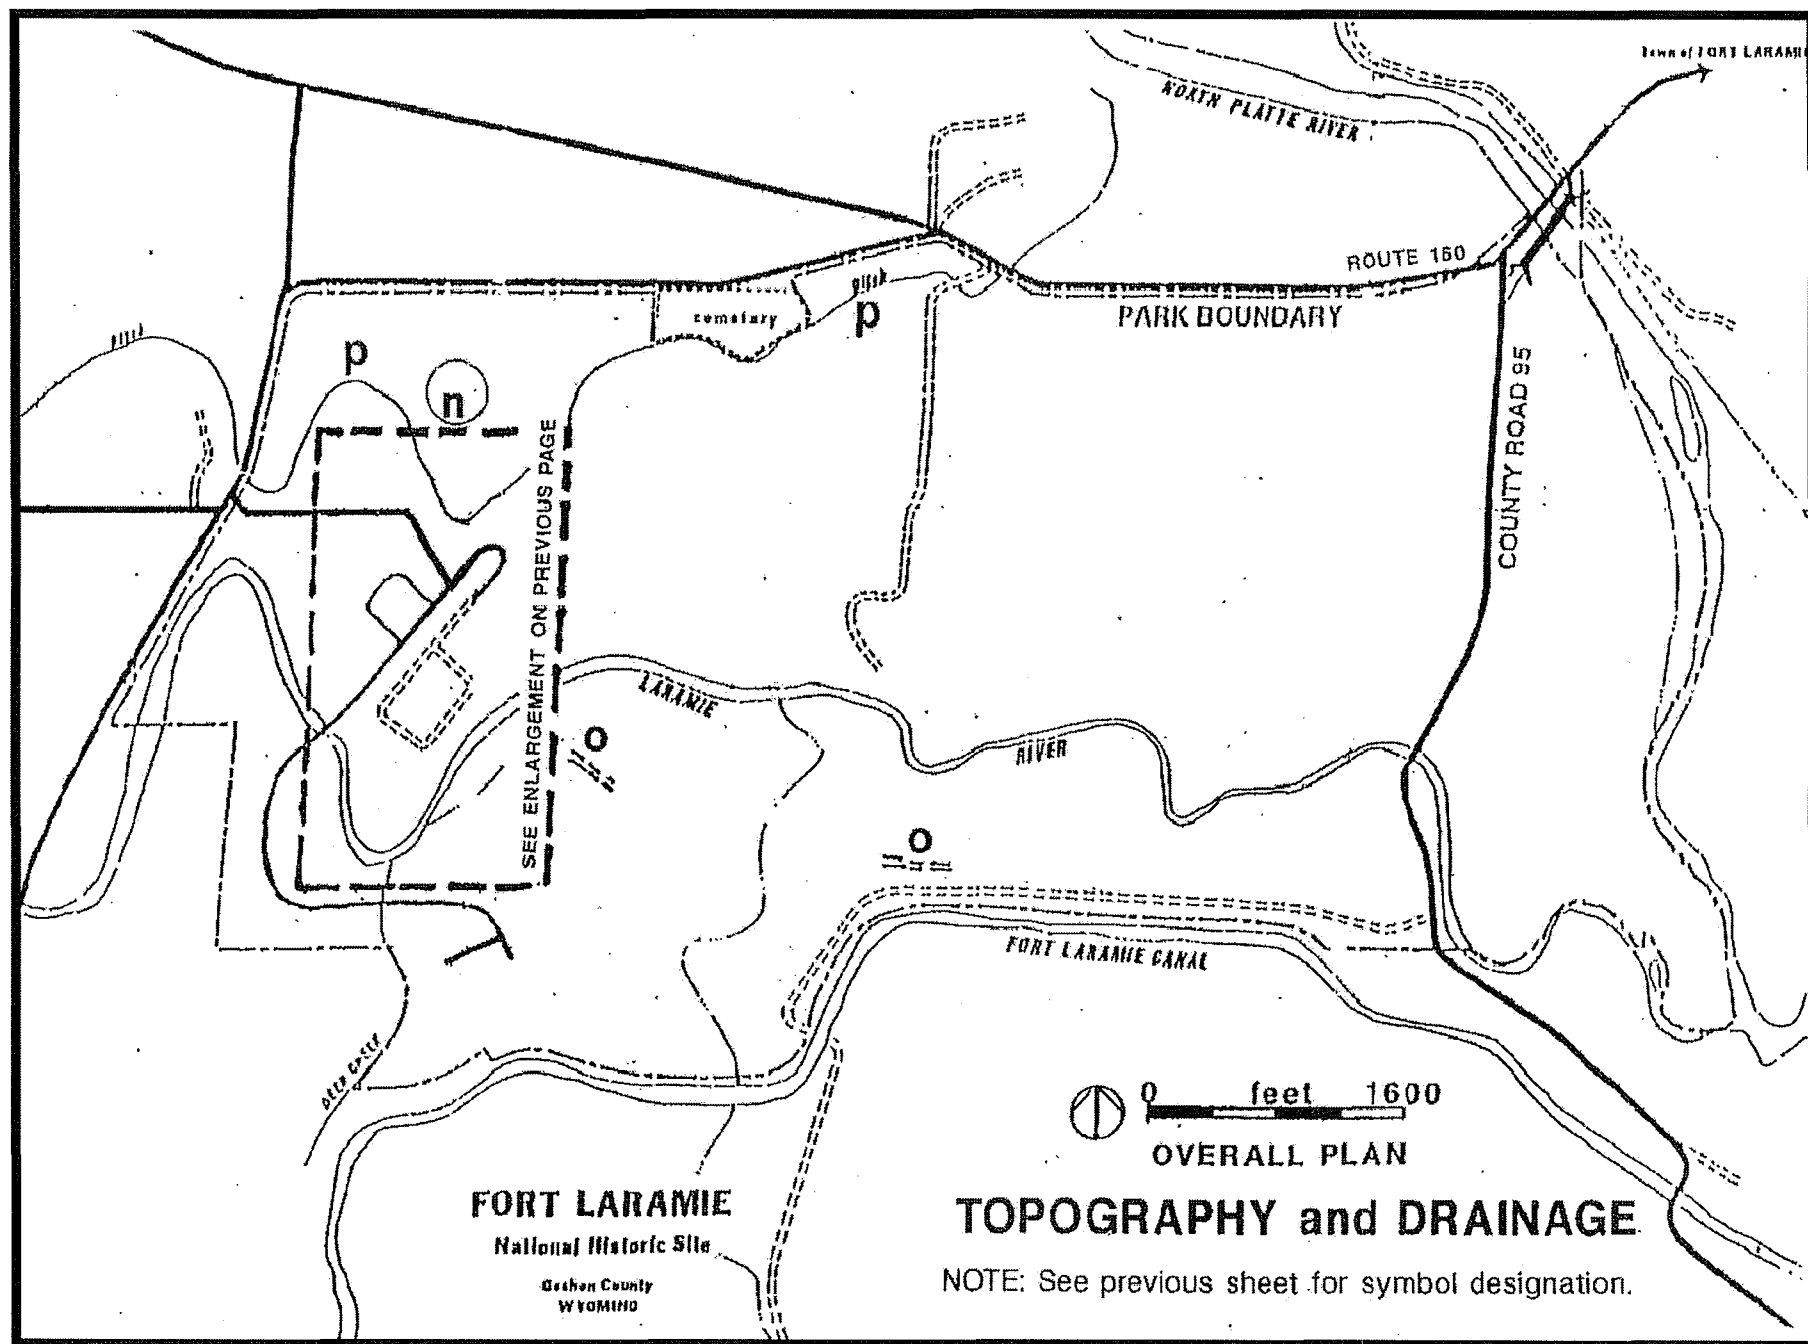 Town of FORT LARAMIE
NORTH PLATTE RIVER
ROUTE 160
PARK BOUNDARY
cemetary
p
p
n
COUNTY ROAD 95
SEE ENLARGEMENT ON PREVIOUS PAGE
LARAMIE
RIVER
o
o
FORT LARAMIE CANAL
DEER CREEK
0 feet 1600
OVERALL PLAN
FORT LARAMIE
National Historic Site
Goshen County
WYOMING
TOPOGRAPHY and DRAINAGE
NOTE: See previous sheet for symbol designation.